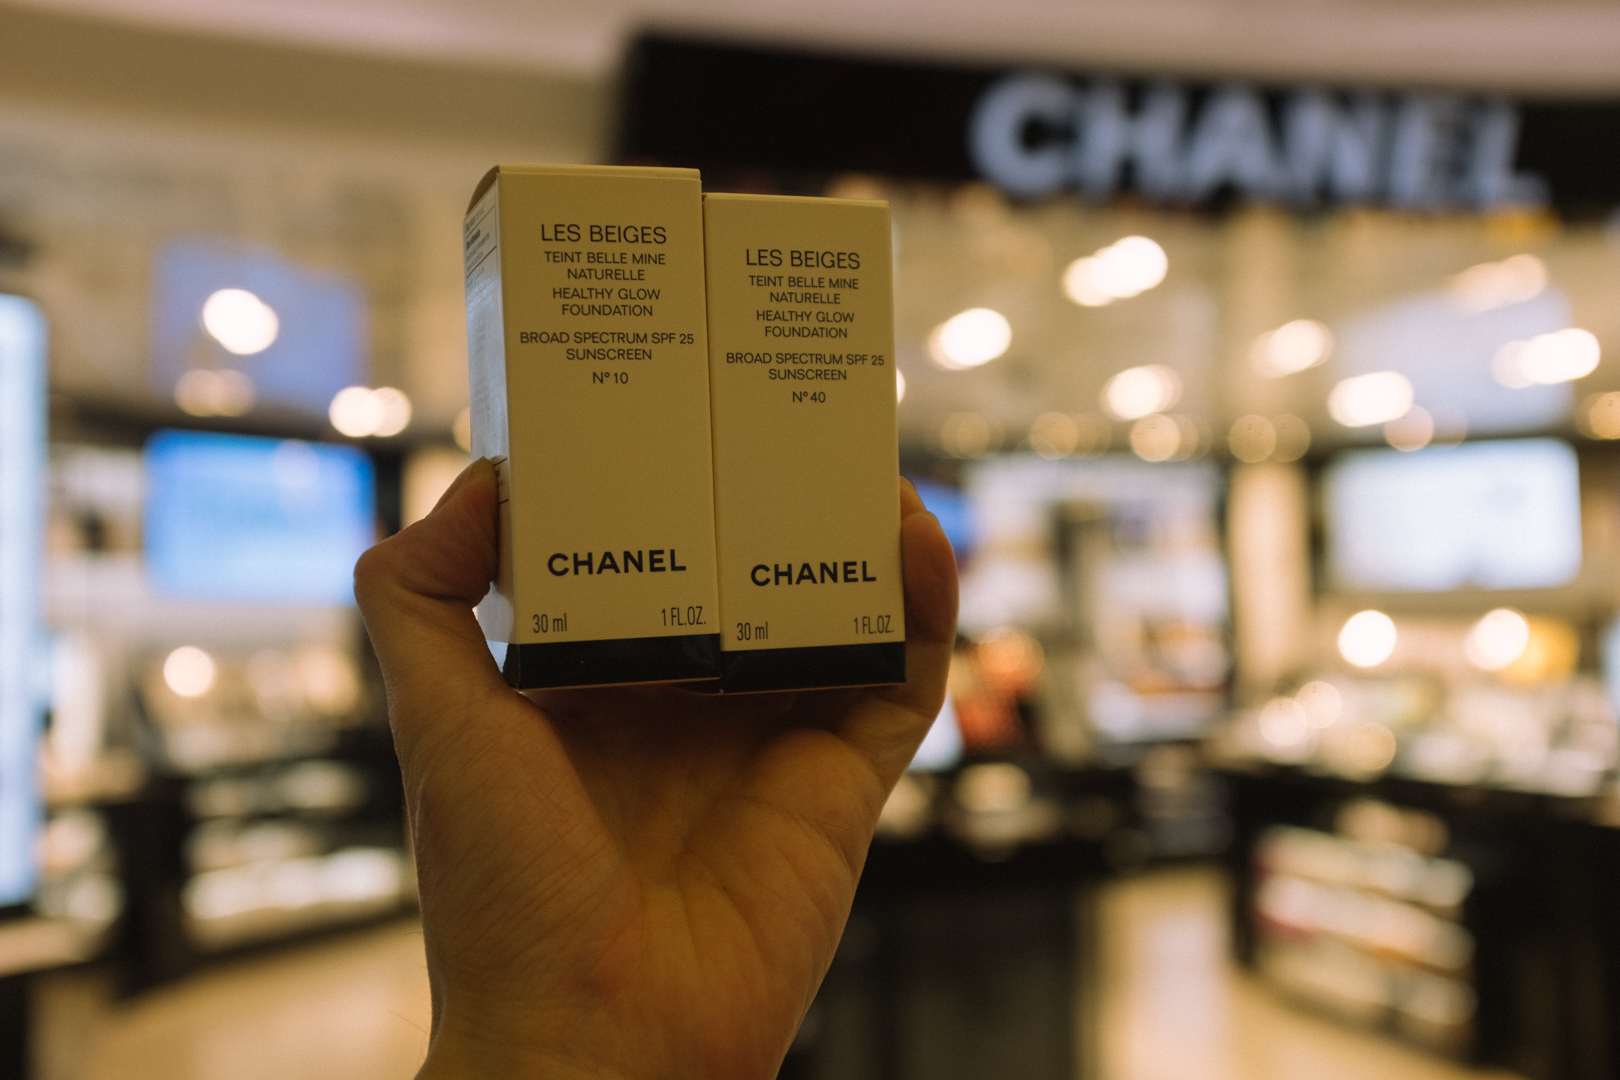 CHANEL
LES BEIGES
TEINT BELLE MINE
NATURELLE
HEALTHY GLOW
FOUNDATION
BROAD SPECTRUM SPF 25
SUNSCREEN
N° 10
CHANEL
30 ml 1 FL.OZ.
LES BEIGES
TEINT BELLE MINE
NATURELLE
HEALTHY GLOW
FOUNDATION
BROAD SPECTRUM SPF 25
SUNSCREEN
N° 40
CHANEL
30 ml 1 FL.OZ.